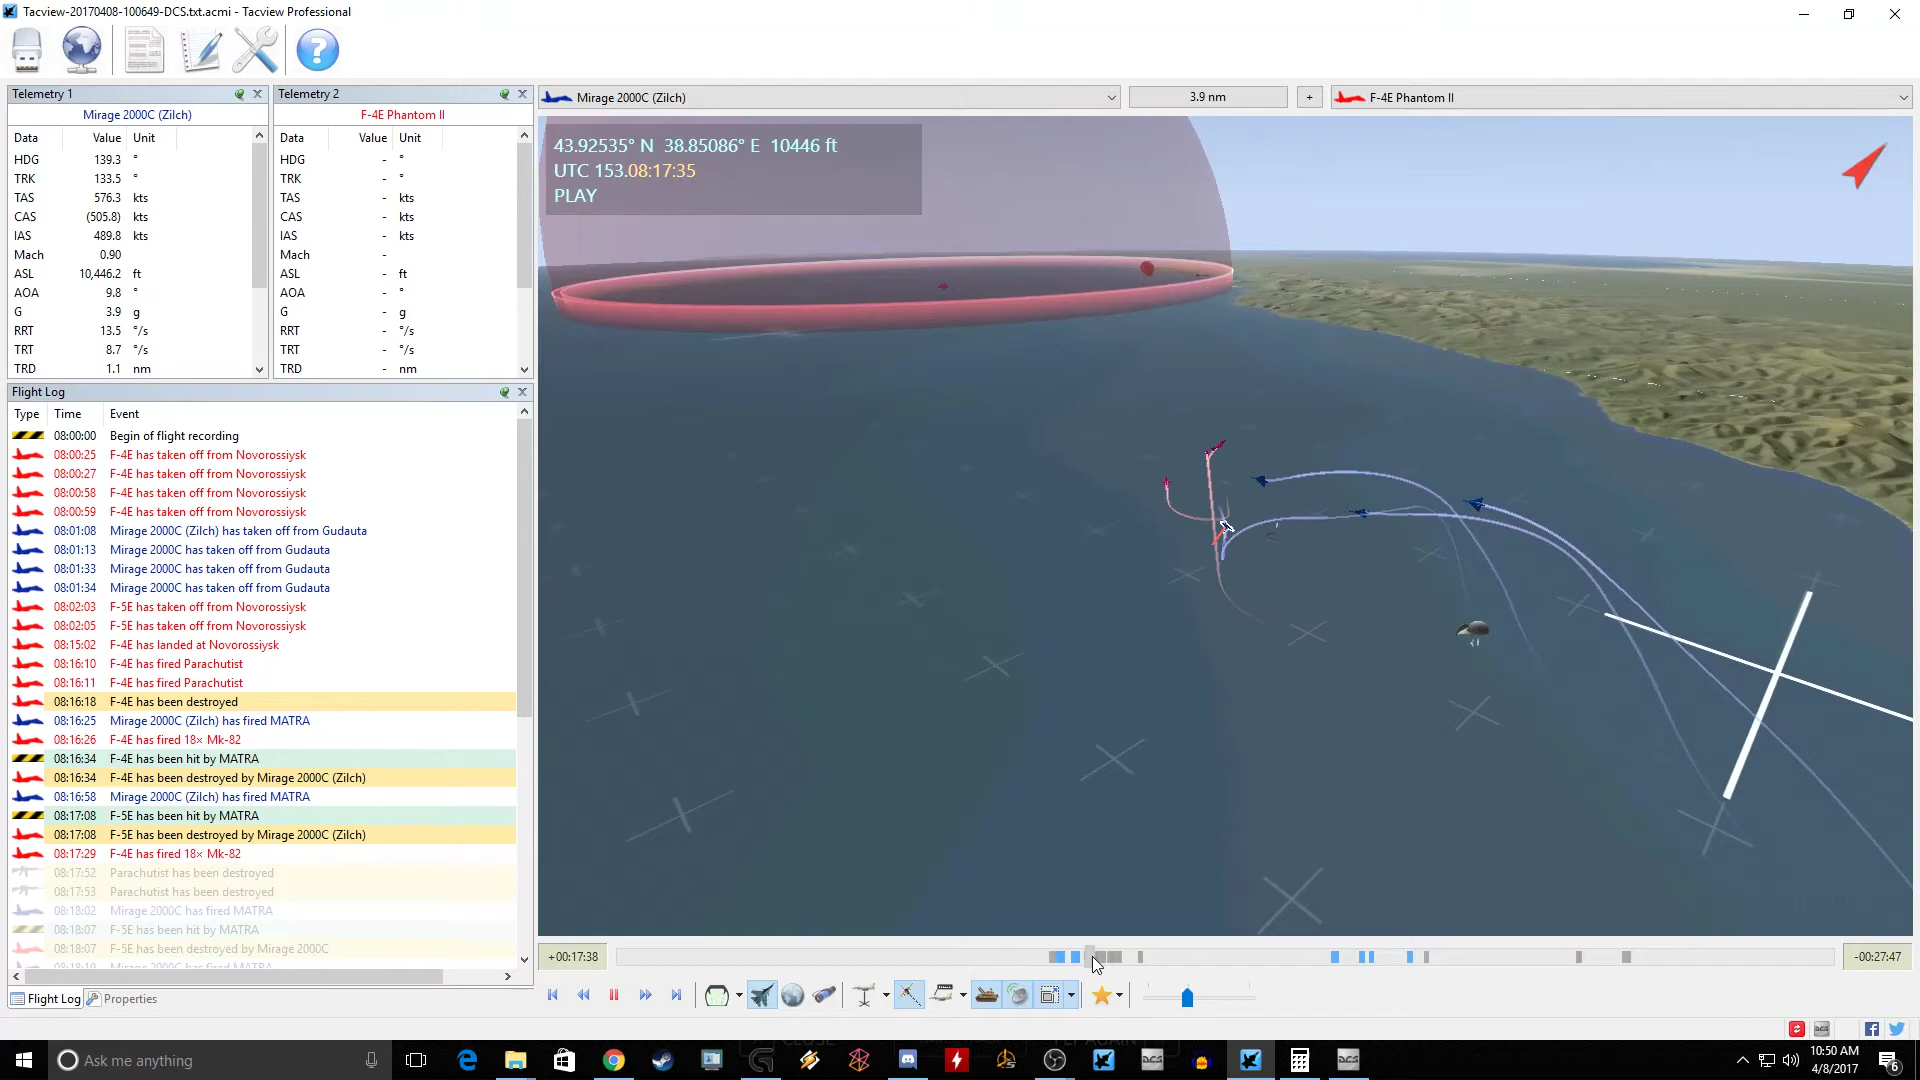 Tacview-20170408-100649-DCS.txt.acmi - Tacview Professional
Telemetry 1
Telemetry 2
Mirage 2000C (Zilch)
3.9 nm
+
F-4E Phantom II
Mirage 2000C (Zilch)
F-4E Phantom II
Data Value Unit
Data Value Unit
HDG 139.3 °
HDG - °
TRK 133.5 °
TRK - °
TAS 576.3 kts
TAS - kts
CAS (505.8) kts
CAS - kts
IAS 489.8 kts
IAS - kts
Mach 0.90
Mach -
ASL 10,446.2 ft
ASL - ft
AOA 9.8 °
AOA - °
G 3.9 g
G - g
RRT 13.5 °/s
RRT - °/s
TRT 8.7 °/s
TRT - °/s
TRD 1.1 nm
TRD - nm
43.92535° N 38.85086° E 10446 ft
UTC 153.08:17:35
PLAY
Flight Log
Type Time Event
08:00:00 Begin of flight recording
08:00:25 F-4E has taken off from Novorossiysk
08:00:27 F-4E has taken off from Novorossiysk
08:00:58 F-4E has taken off from Novorossiysk
08:00:59 F-4E has taken off from Novorossiysk
08:01:08 Mirage 2000C (Zilch) has taken off from Gudauta
08:01:13 Mirage 2000C has taken off from Gudauta
08:01:33 Mirage 2000C has taken off from Gudauta
08:01:34 Mirage 2000C has taken off from Gudauta
08:02:03 F-5E has taken off from Novorossiysk
08:02:05 F-5E has taken off from Novorossiysk
08:15:02 F-4E has landed at Novorossiysk
08:16:10 F-4E has fired Parachutist
08:16:11 F-4E has fired Parachutist
08:16:18 F-4E has been destroyed
08:16:25 Mirage 2000C (Zilch) has fired MATRA
08:16:26 F-4E has fired 18× Mk-82
08:16:34 F-4E has been hit by MATRA
08:16:34 F-4E has been destroyed by Mirage 2000C (Zilch)
08:16:58 Mirage 2000C (Zilch) has fired MATRA
08:17:08 F-5E has been hit by MATRA
08:17:08 F-5E has been destroyed by Mirage 2000C (Zilch)
08:17:29 F-4E has fired 18× Mk-82
08:17:52 Parachutist has been destroyed
08:17:53 Parachutist has been destroyed
08:18:02 Mirage 2000C has fired MATRA
08:18:07 F-5E has been hit by MATRA
08:18:07 F-5E has been destroyed by Mirage 2000C
08:18:19 Mirage 2000C has fired MATRA
+00:17:38
-00:27:47
Flight Log
Properties
Ask me anything
CLOSE
FLY AGAIN
DCS
DCS
10:50 AM
4/8/2017
6